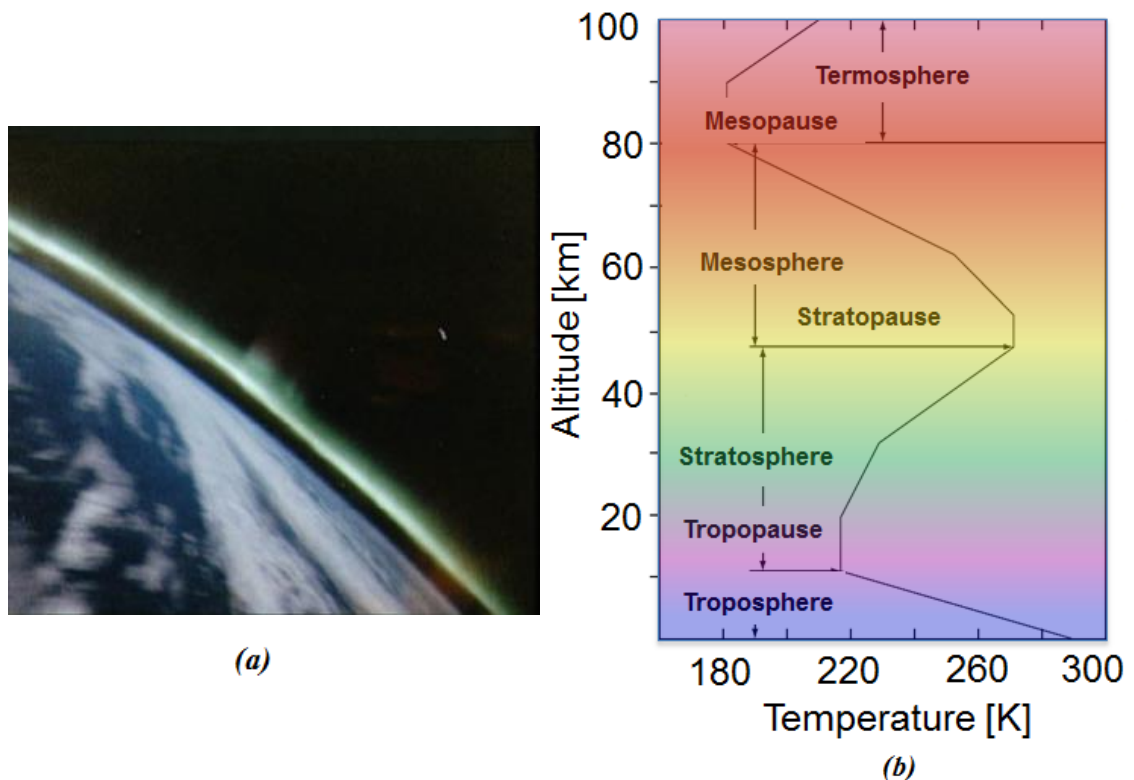 100
Termosphere
Mesopause
80
Mesosphere
60
Stratopause
40
Stratosphere
20
Tropopause
Troposphere
Altitude [km]
180 220 260 300
Temperature [K]
(a)
(b)